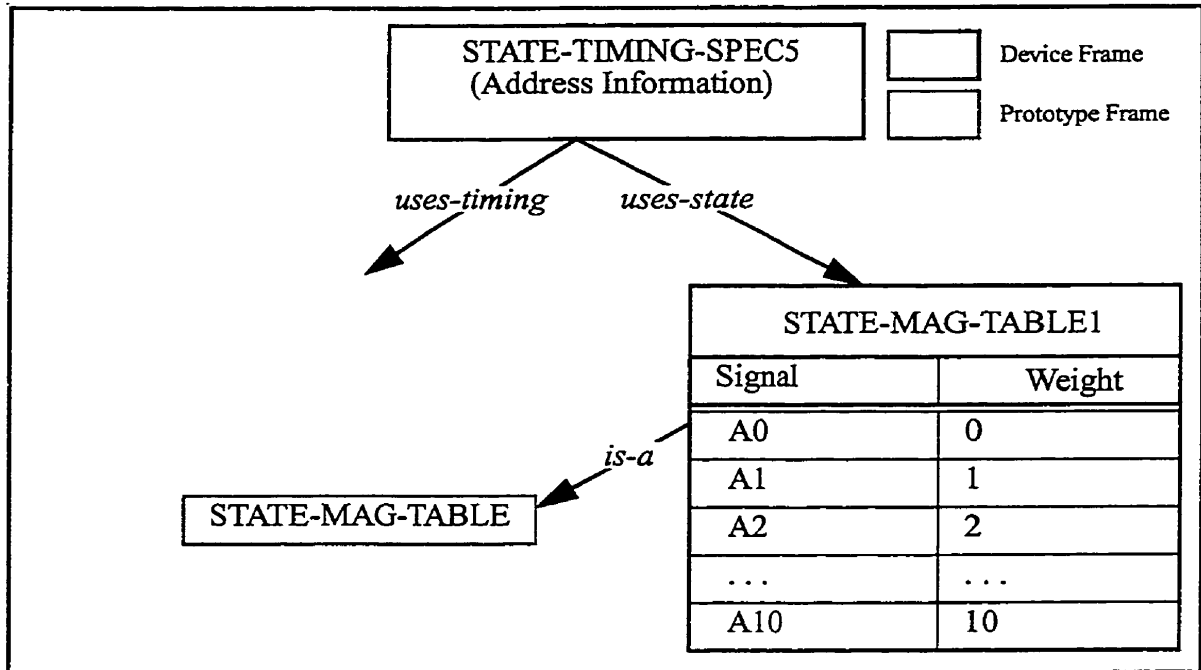 STATE-TIMING-SPEC5
(Address Information)
Device Frame
Prototype Frame
uses-timing
uses-state
STATE-MAG-TABLE1
Signal Weight
A0 0
A1 1
A2 2
. . . . . .
A10 10
is-a
STATE-MAG-TABLE